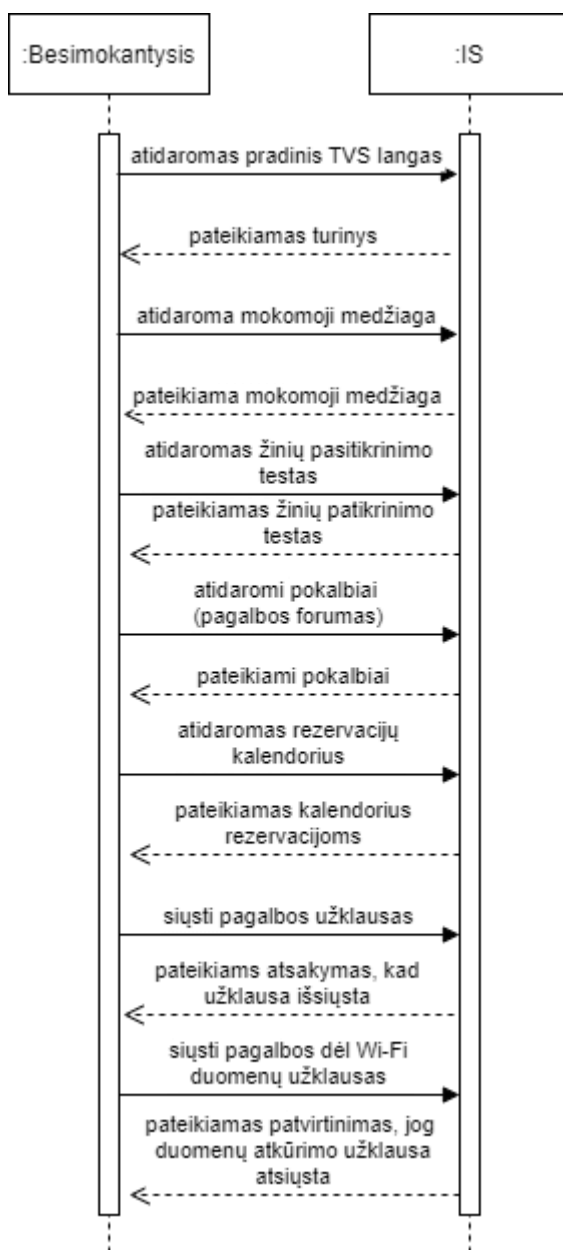 :Besimokantysis
:IS
atidaromas pradinis TVS langas
pateikiamas turinys
atidaroma mokomoji medžiaga
pateikiama mokomoji medžiaga
atidaromas žinių pasitikrinimo
testas
pateikiamas žinių patikrinimo
testas
atidaromi pokalbiai
(pagalbos forumas)
pateikiami pokalbiai
atidaromas rezervacijų
kalendorius
pateikiamas kalendorius
rezervacijoms
siųsti pagalbos užklausas
pateikiams atsakymas, kad
užklausa išsiųsta
siųsti pagalbos dėl Wi-Fi
duomenų užklausas
pateikiamas patvirtinimas, jog
duomenų atkūrimo užklausa
atsiųsta